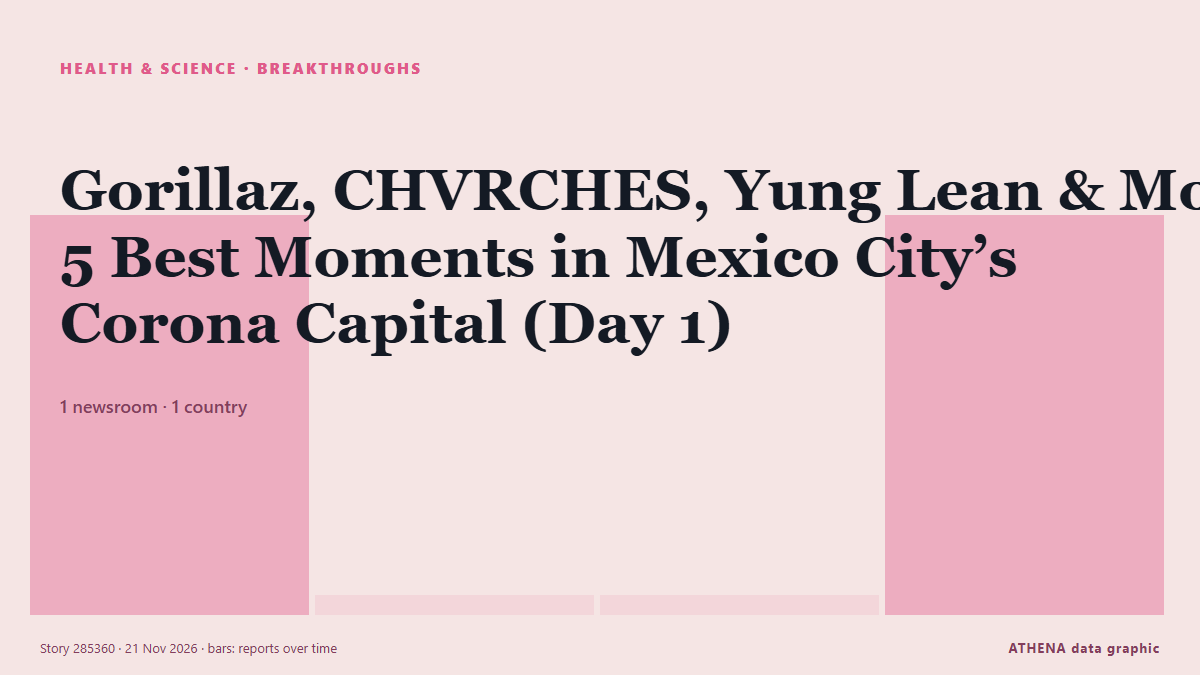 HEALTH & SCIENCE · BREAKTHROUGHS
Gorillaz, CHVRCHES, Yung Lean & Mo
5 Best Moments in Mexico City’s
Corona Capital (Day 1)
1 newsroom · 1 country
Story 285360 · 21 Nov 2026 · bars: reports over time
ATHENA data graphic